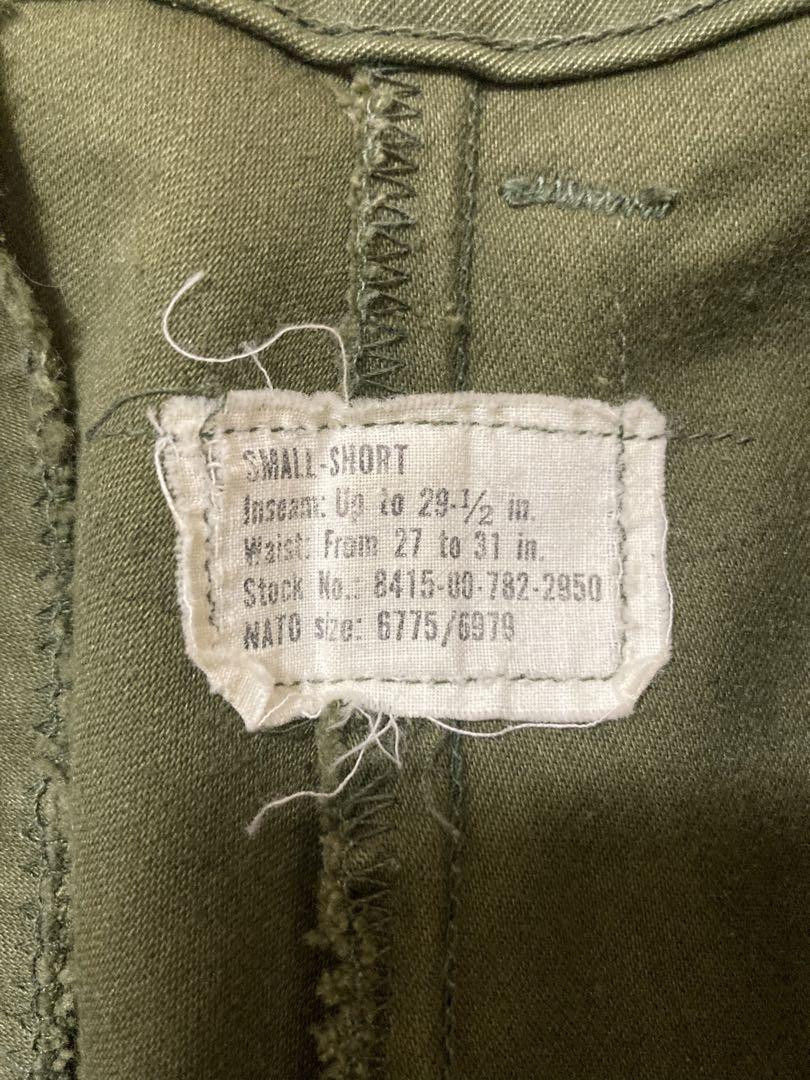 SMALL-SHORT
Inseam: Up to 29-1/2 in.
Waist: From 27 to 31 in.
Stock No.: 8415-00-782-2950
NATO size: 6775/6979